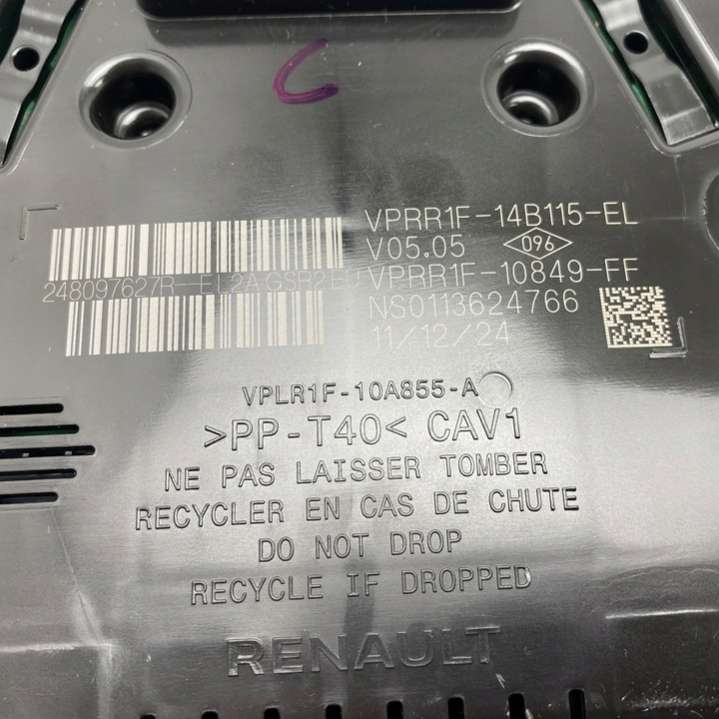 C
VPRR1F-14B115-EL
V05.05 096
248097627R VPRR1F-10849-FF
NS0113624766
11/12/24
VPLR1F-10A855-A
>PP-T40< CAV1
NE PAS LAISSER TOMBER
RECYCLER EN CAS DE CHUTE
DO NOT DROP
RECYCLE IF DROPPED
RENAULT